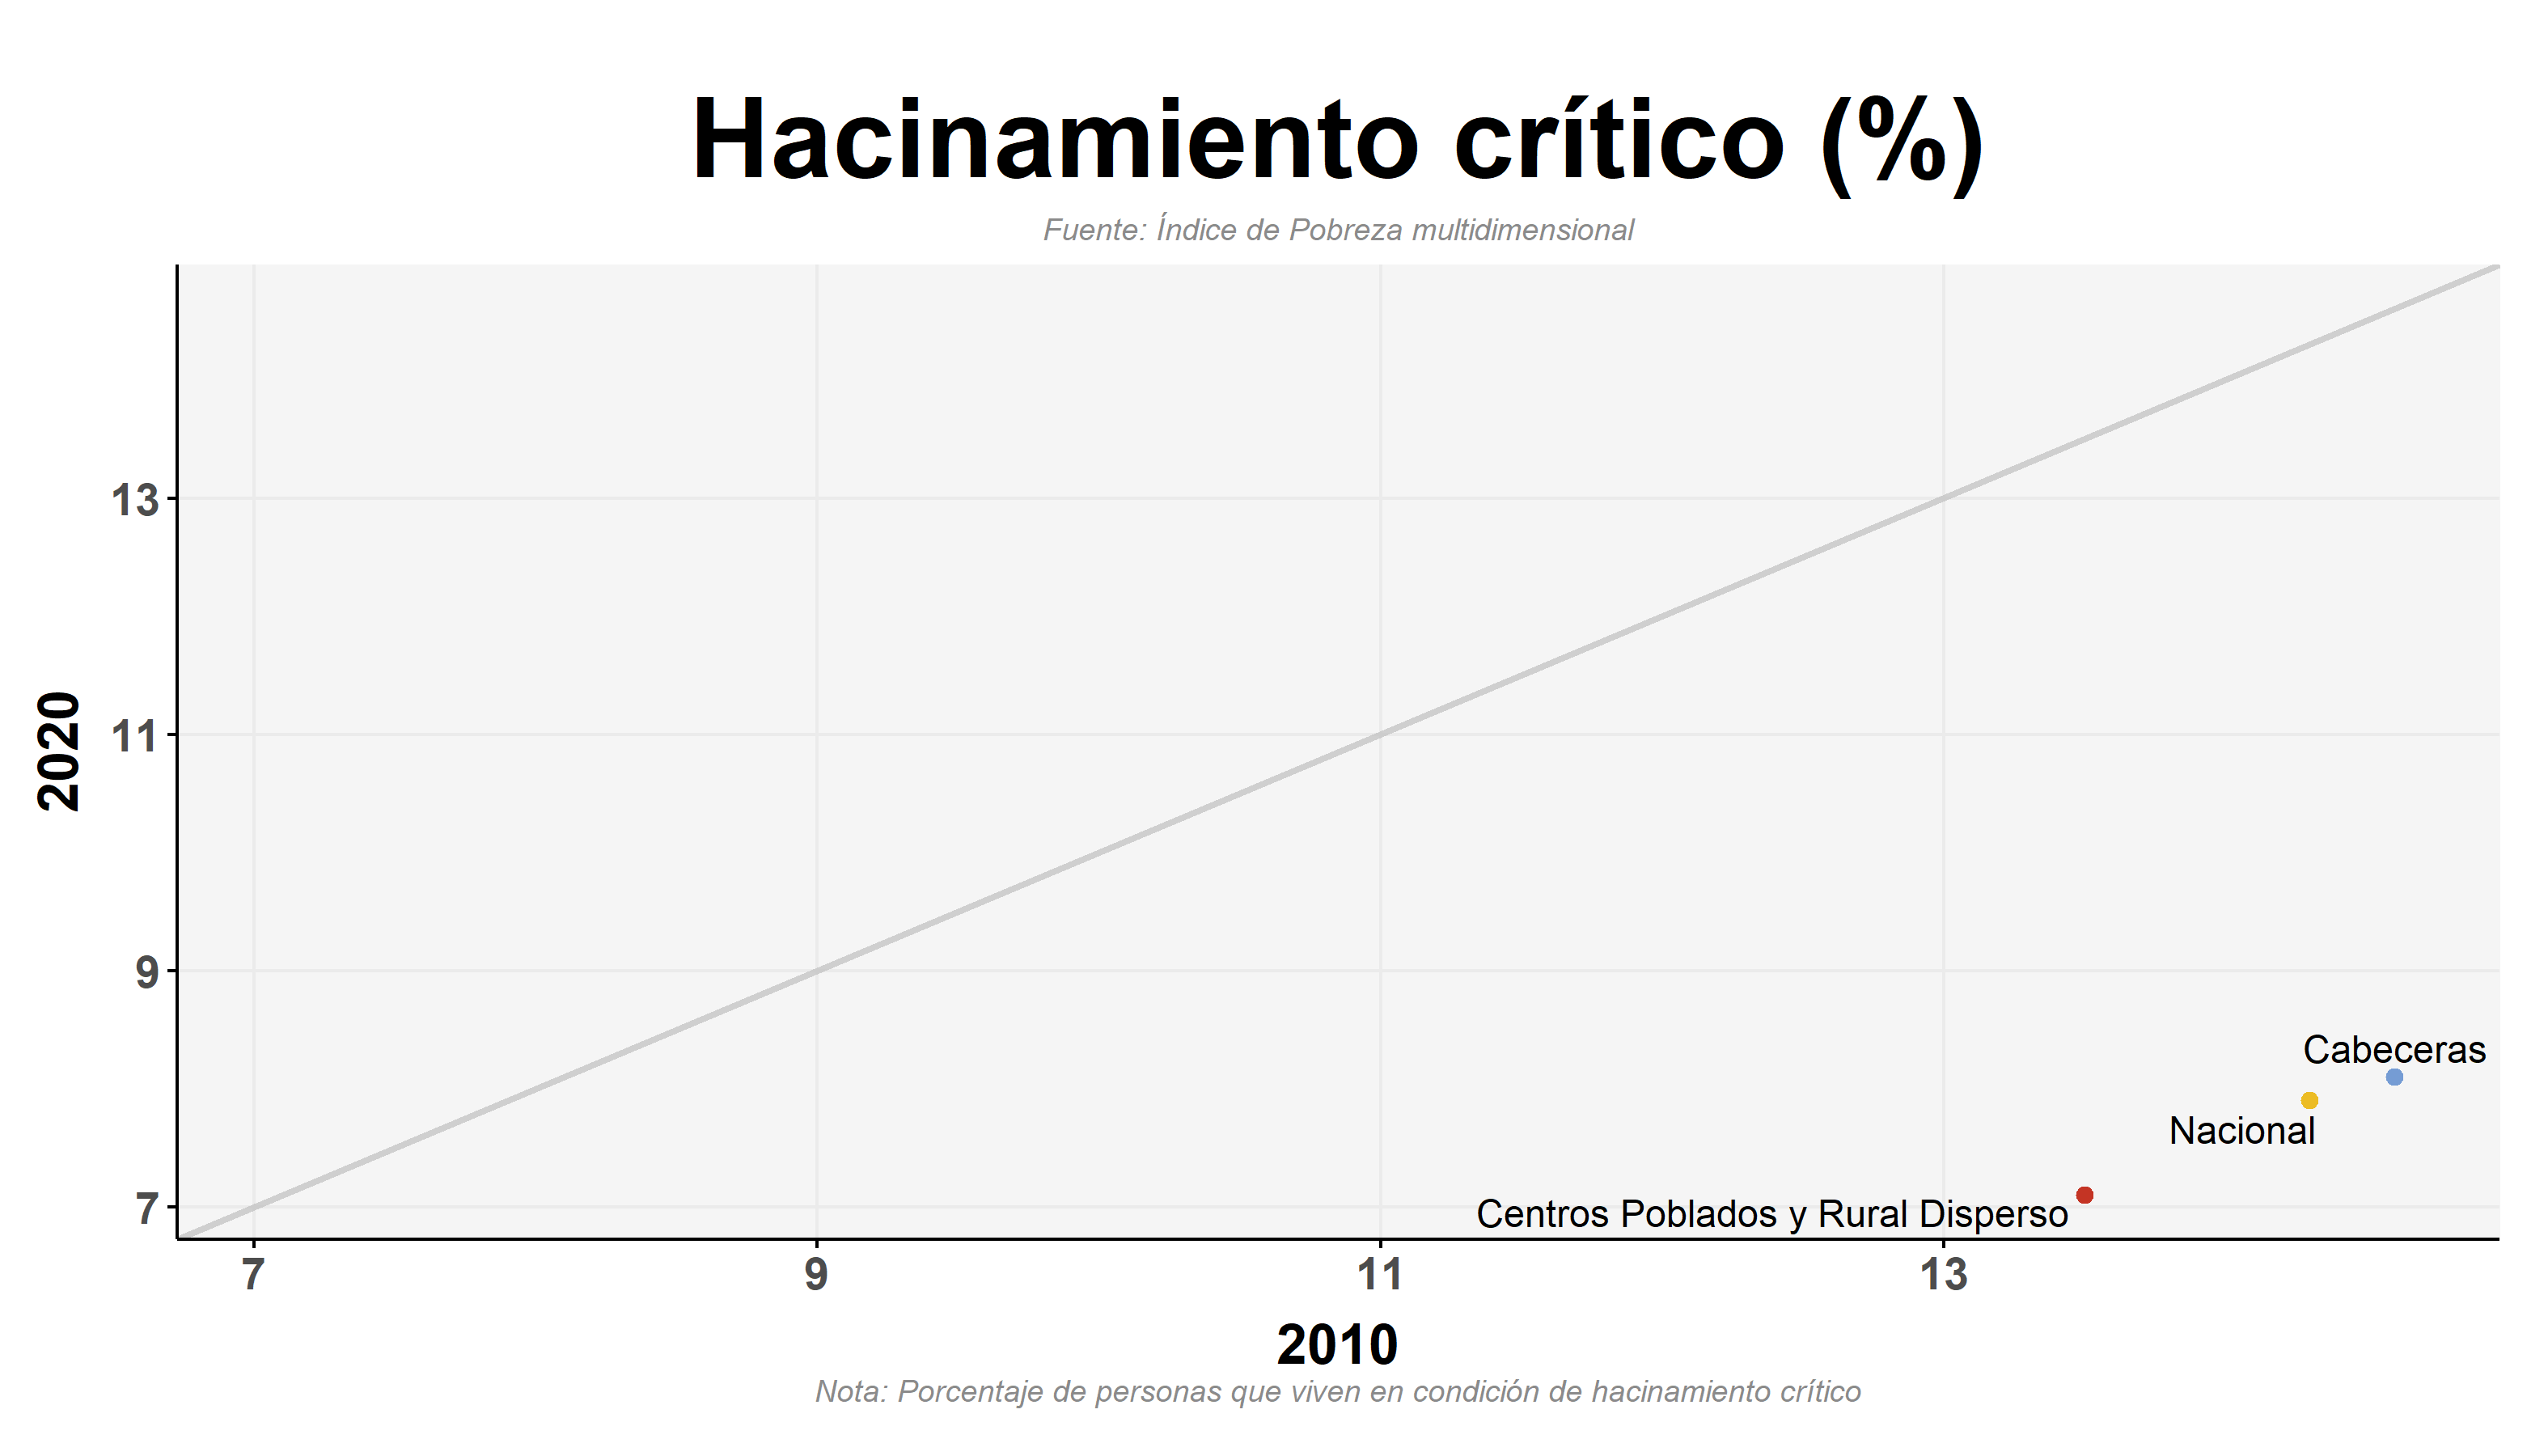 Hacinamiento crítico (%)
Fuente: Índice de Pobreza multidimensional
2020
13
11
9
7
Cabeceras
Nacional
Centros Poblados y Rural Disperso
7
9
11
13
2010
Nota: Porcentaje de personas que viven en condición de hacinamiento crítico